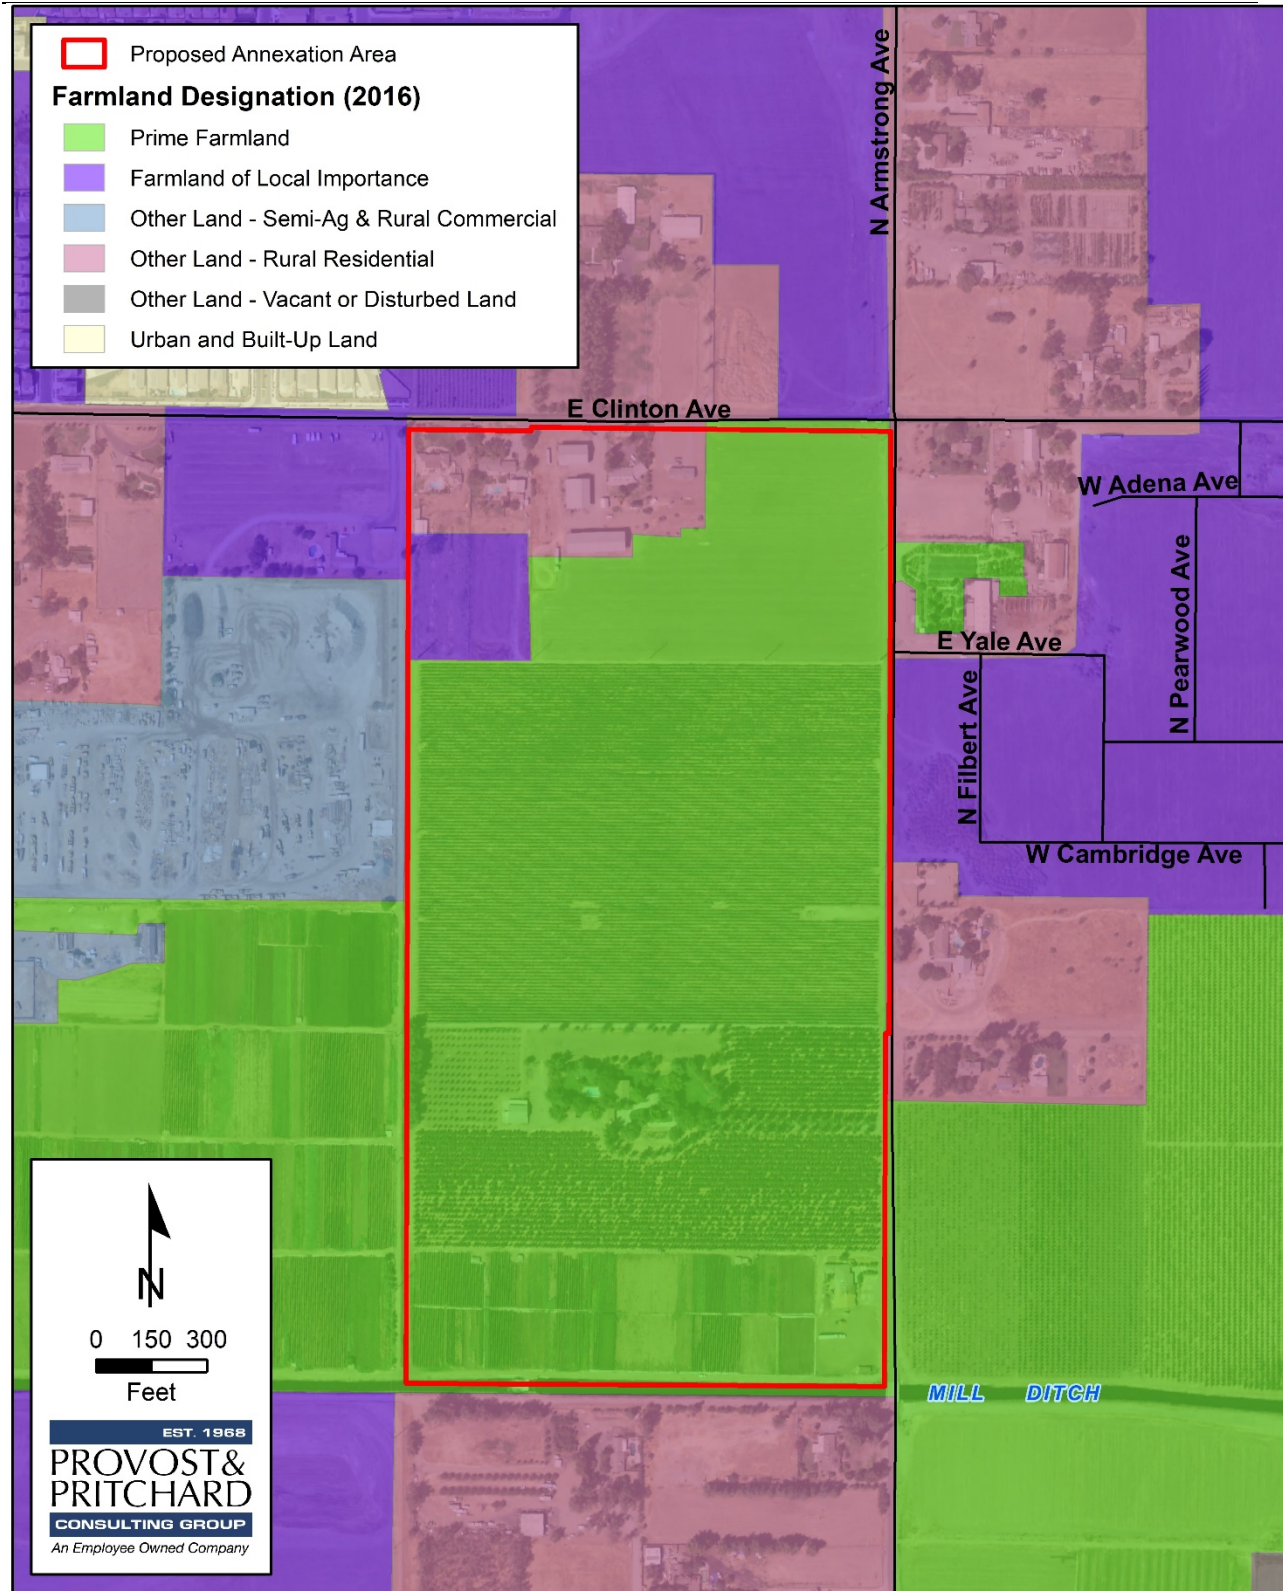 Proposed Annexation Area
Farmland Designation (2016)
Prime Farmland
Farmland of Local Importance
Other Land - Semi-Ag & Rural Commercial
Other Land - Rural Residential
Other Land - Vacant or Disturbed Land
Urban and Built-Up Land
N Armstrong Ave
E Clinton Ave
W Adena Ave
N Pearwood Ave
E Yale Ave
N Filbert Ave
W Cambridge Ave
MILL DITCH
N
0 150 300
Feet
EST. 1968
PROVOST&
PRITCHARD
CONSULTING GROUP
An Employee Owned Company